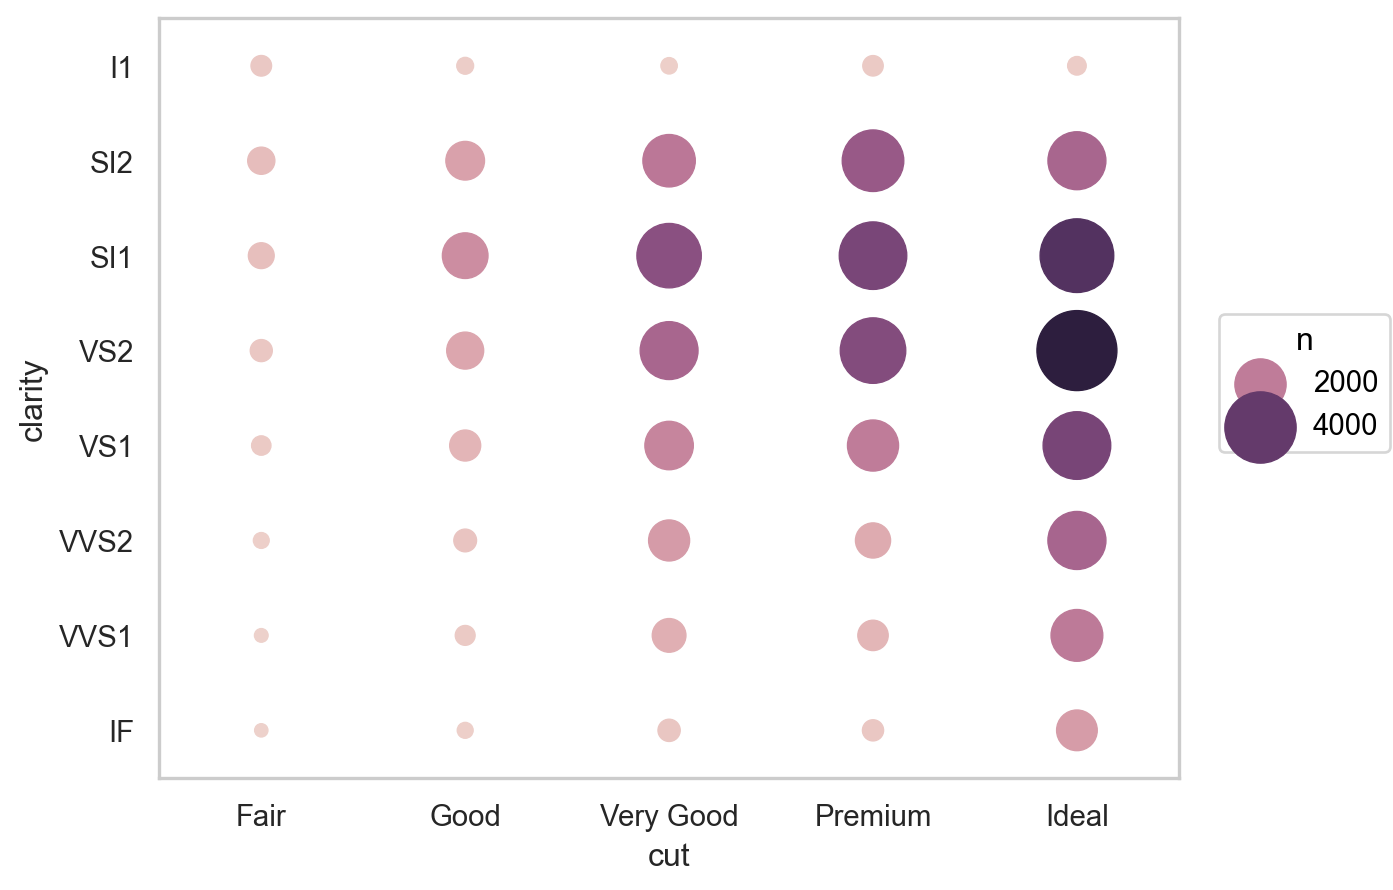 I1
SI2
SI1
VS2
VS1
VVS2
VVS1
IF
clarity
Fair Good Very Good Premium Ideal
cut
n
2000
4000